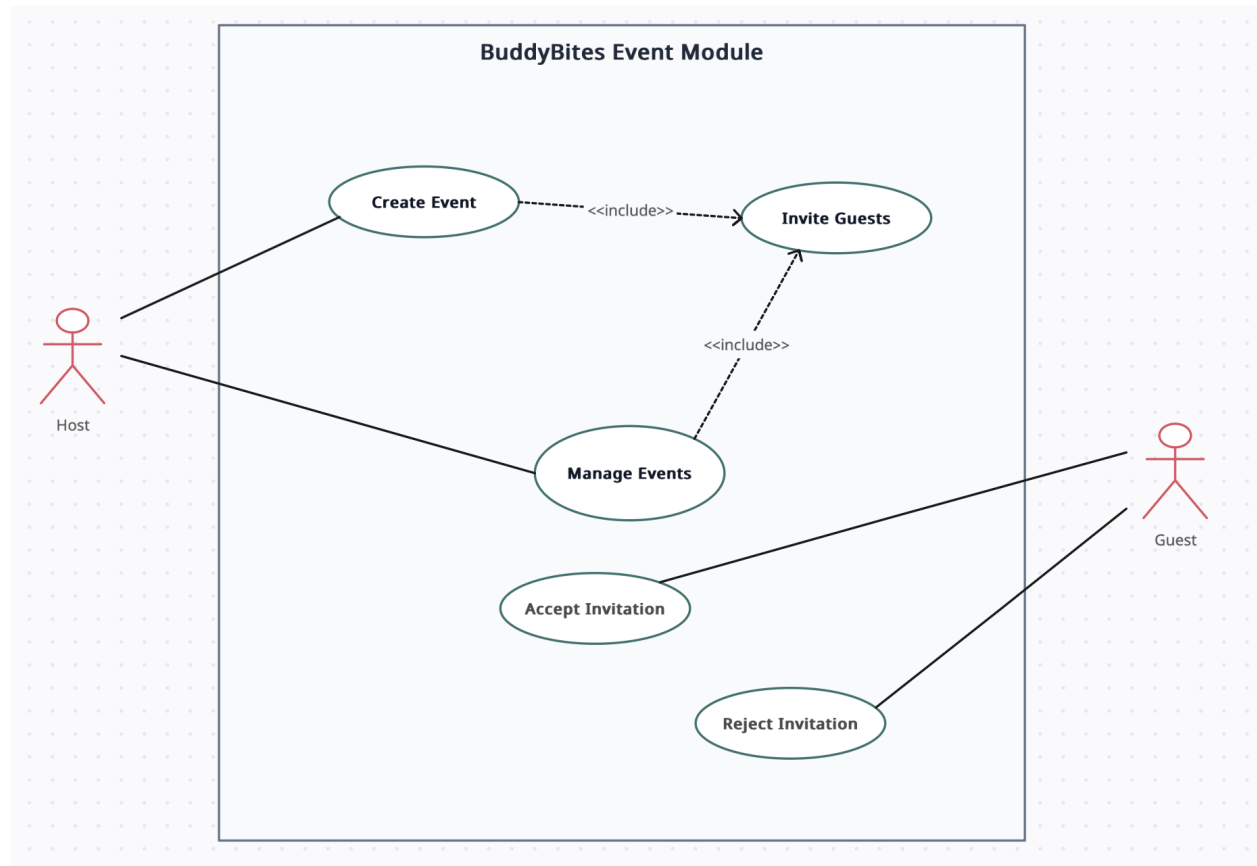 BuddyBites Event Module
Create Event
<<include>>
Invite Guests
<<include>>
Host
Manage Events
Guest
Accept Invitation
Reject Invitation